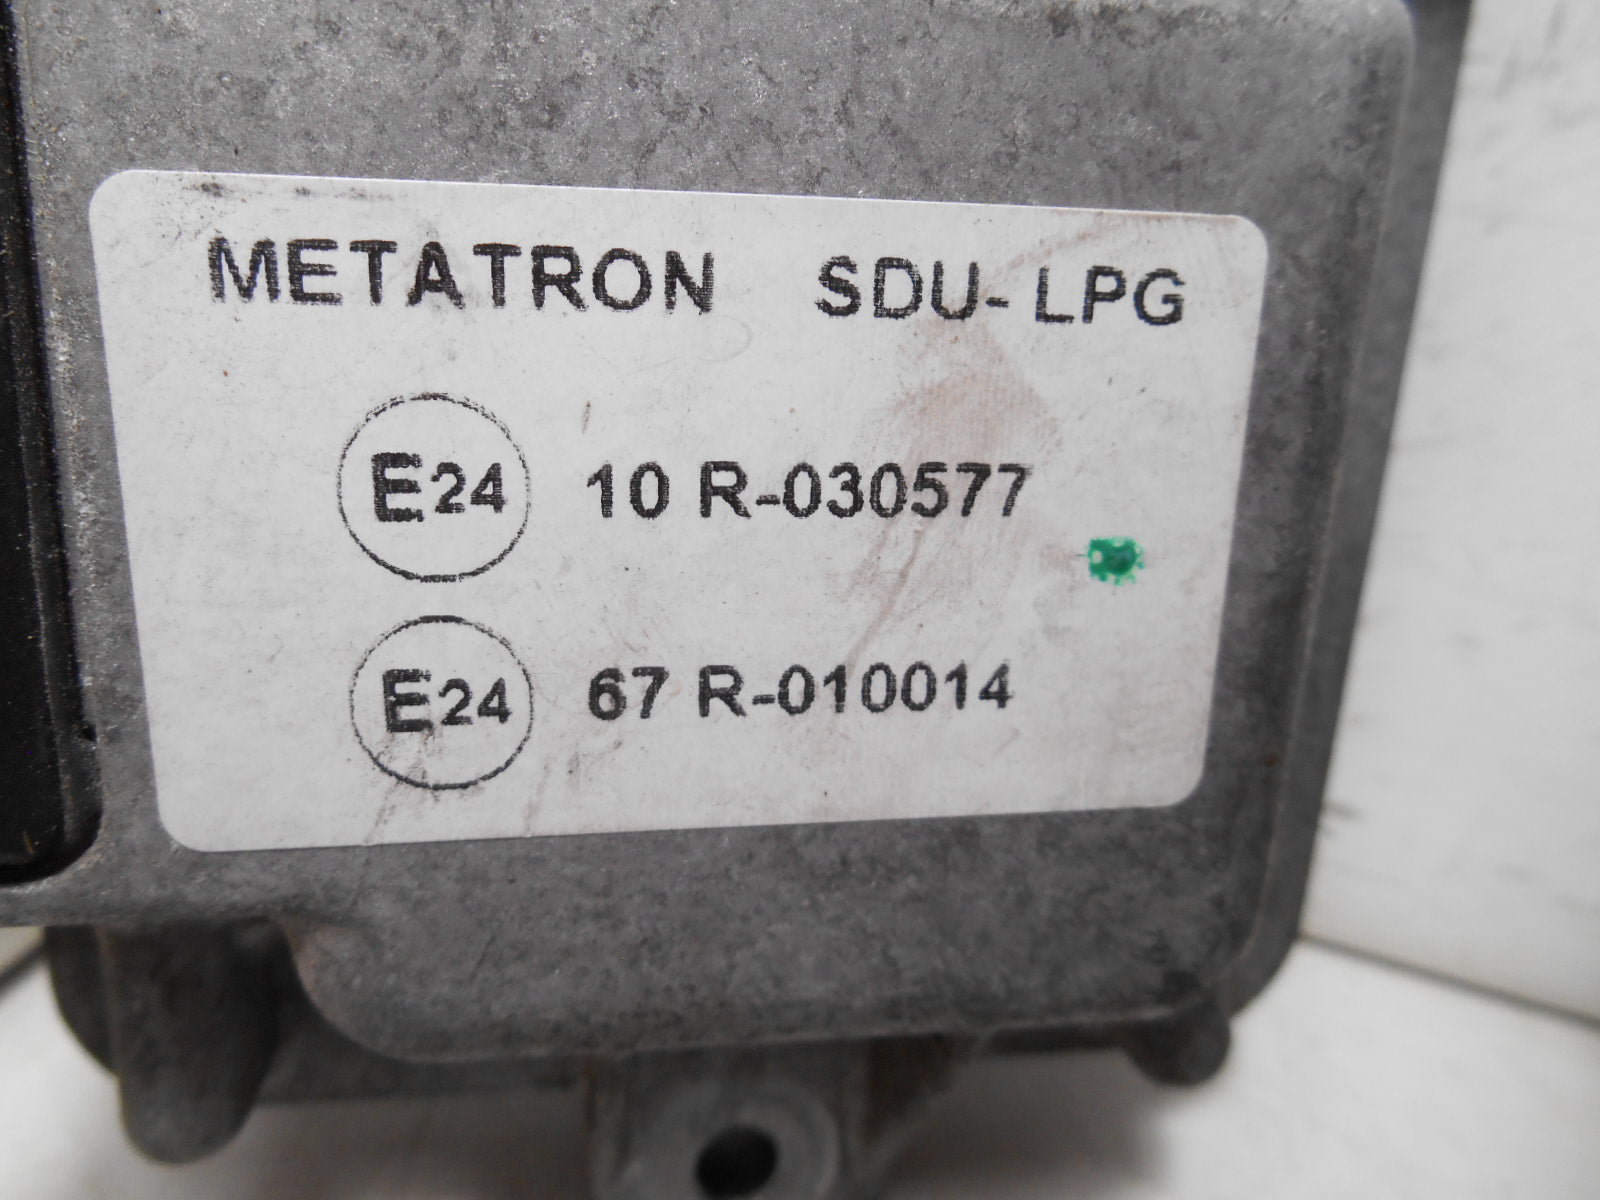 METATRON SDU-LPG
E24 10 R-030577
E24 67 R-010014